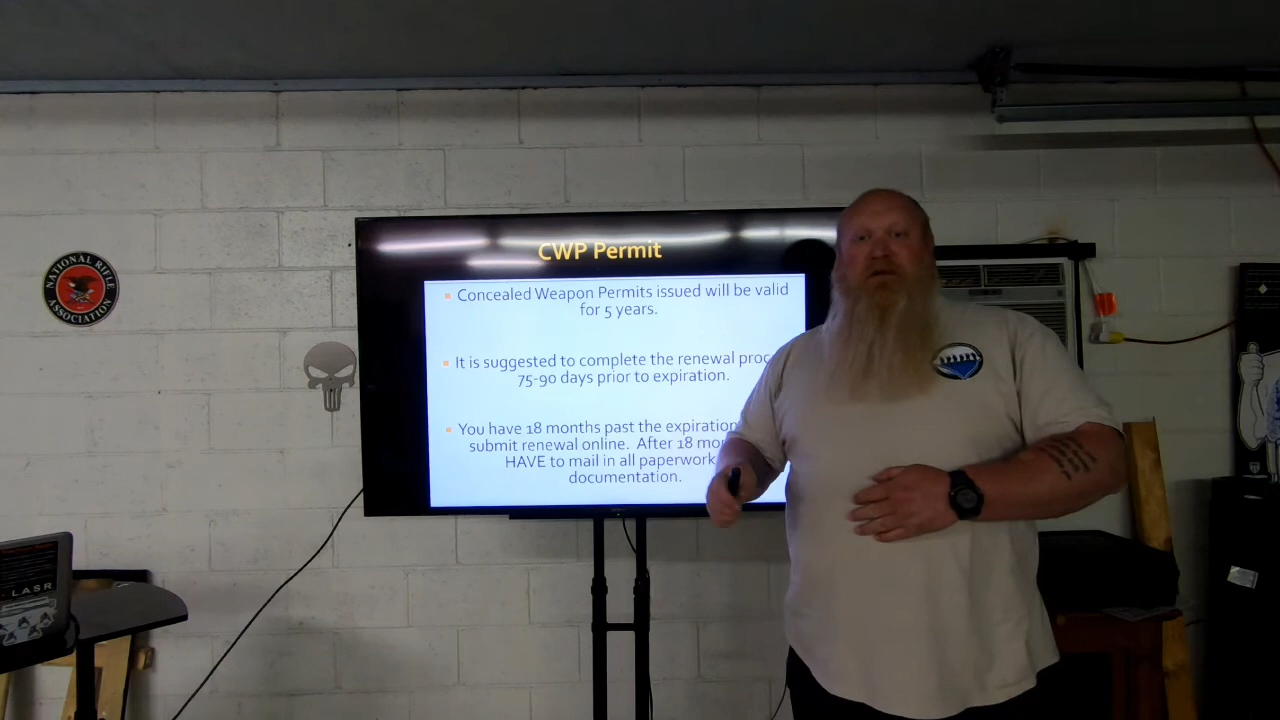 CWP Permit
Concealed Weapon Permits issued will be valid
for 5 years.
It is suggested to complete the renewal proc
75-90 days prior to expiration.
You have 18 months past the expiration
submit renewal online. After 18 mo
HAVE to mail in all paperwork
documentation.
NATIONAL RIFLE
ASSOCIATION
LASR